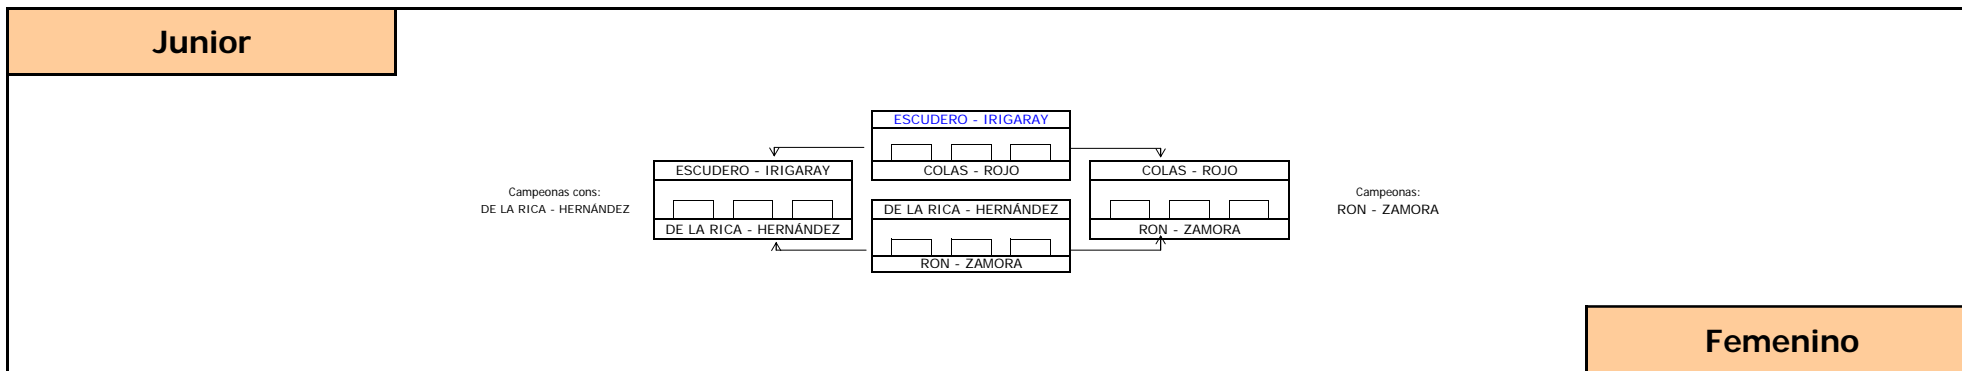 Junior
ESCUDERO - IRIGARAY
ESCUDERO - IRIGARAY
COLAS - ROJO
COLAS - ROJO
Campeonas cons:
Campeonas:
DE LA RICA - HERNÁNDEZ
DE LA RICA - HERNÁNDEZ
RON - ZAMORA
DE LA RICA - HERNÁNDEZ
RON - ZAMORA
RON - ZAMORA
Femenino